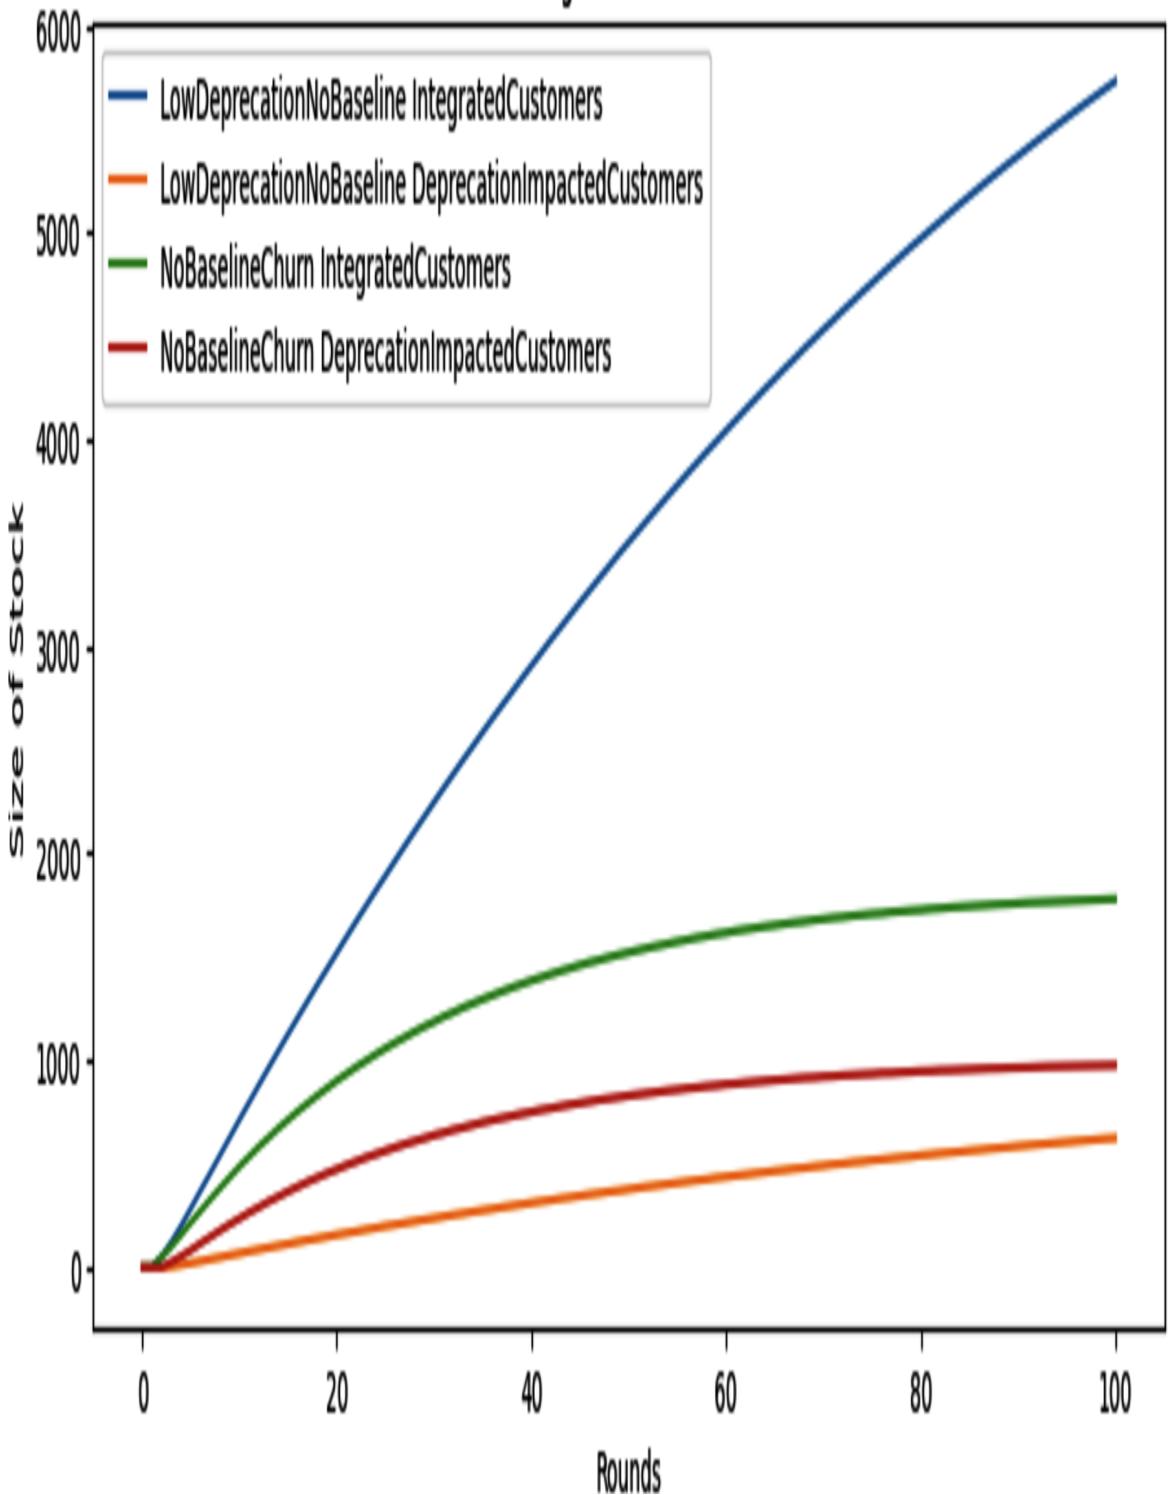 6000
5000
4000
3000
2000
1000
0
Size of Stock
LowDeprecationNoBaseline IntegratedCustomers
LowDeprecationNoBaseline DeprecationImpactedCustomers
NoBaselineChurn IntegratedCustomers
NoBaselineChurn DeprecationImpactedCustomers
0 20 40 60 80 100
Rounds